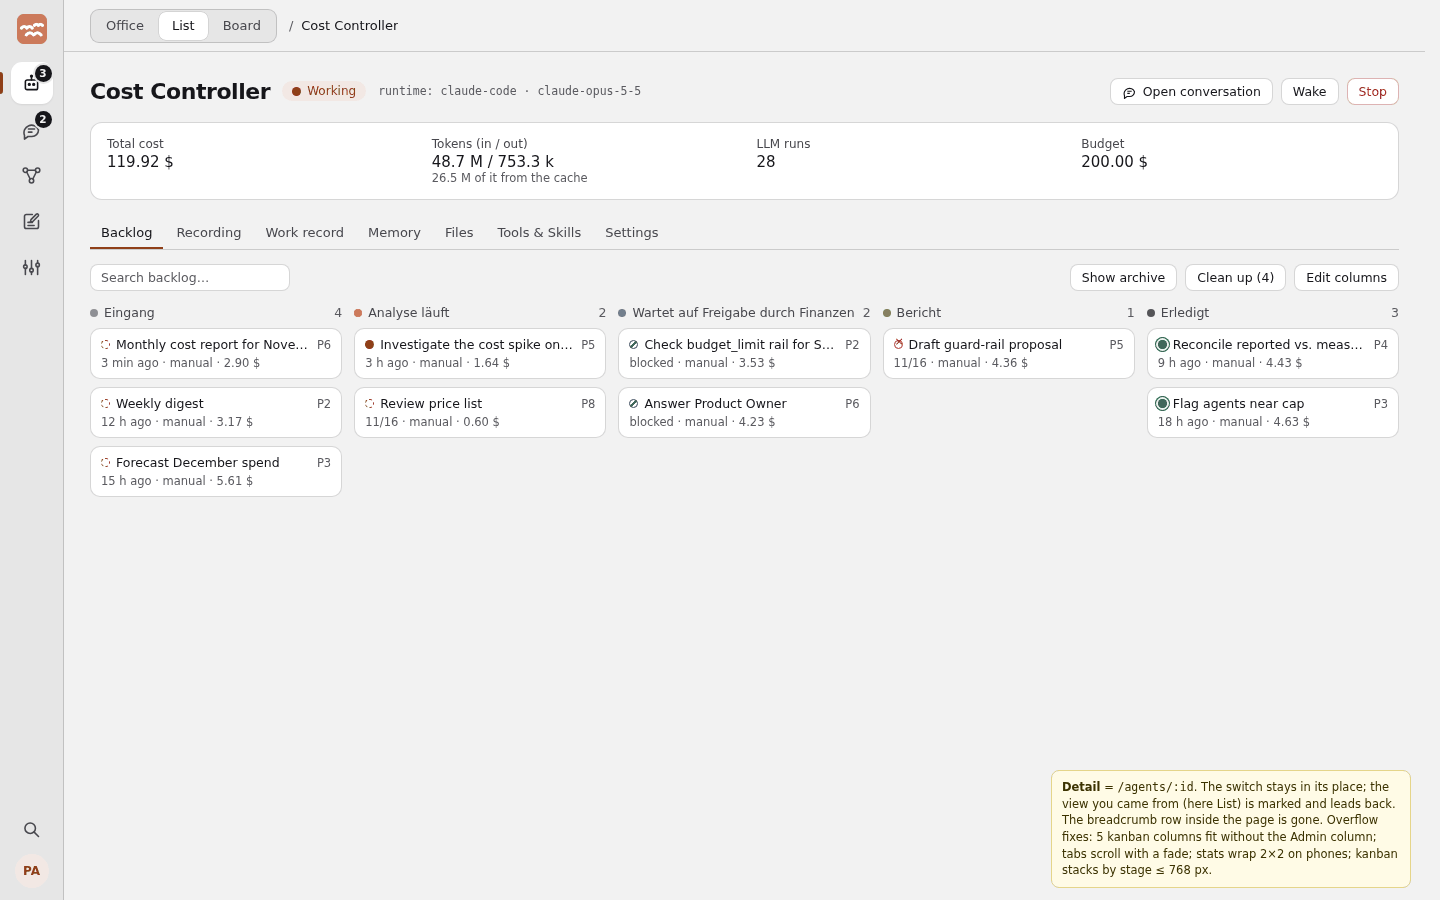 Office List Board / Cost Controller
3
2
PA
Cost Controller Working runtime: claude-code · claude-opus-5-5 Open conversation Wake Stop
Total cost Tokens (in / out) LLM runs Budget
119.92 $ 48.7 M / 753.3 k 28 200.00 $
26.5 M of it from the cache
Backlog Recording Work record Memory Files Tools & Skills Settings
Search backlog… Show archive Clean up (4) Edit columns
Eingang 4
Monthly cost report for Nove… P6
3 min ago · manual · 2.90 $
Weekly digest P2
12 h ago · manual · 3.17 $
Forecast December spend P3
15 h ago · manual · 5.61 $
Analyse läuft 2
Investigate the cost spike on… P5
3 h ago · manual · 1.64 $
Review price list P8
11/16 · manual · 0.60 $
Wartet auf Freigabe durch Finanzen 2
Check budget_limit rail for S… P2
blocked · manual · 3.53 $
Answer Product Owner P6
blocked · manual · 4.23 $
Bericht 1
Draft guard-rail proposal P5
11/16 · manual · 4.36 $
Erledigt 3
Reconcile reported vs. meas… P4
9 h ago · manual · 4.43 $
Flag agents near cap P3
18 h ago · manual · 4.63 $
Detail = /agents/:id. The switch stays in its place; the
view you came from (here List) is marked and leads back.
The breadcrumb row inside the page is gone. Overflow
fixes: 5 kanban columns fit without the Admin column;
tabs scroll with a fade; stats wrap 2×2 on phones; kanban
stacks by stage ≤ 768 px.